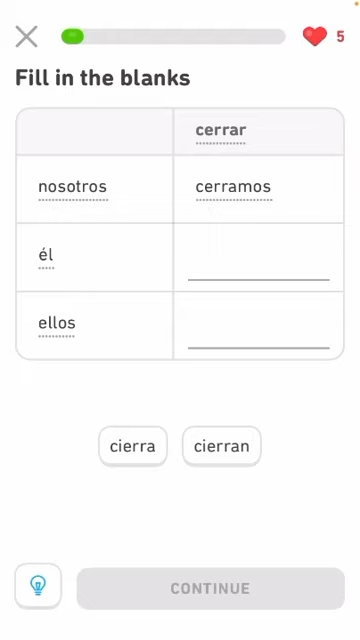 5
Fill in the blanks
cerrar
nosotros cerramos
él
ellos
cierra cierran
CONTINUE